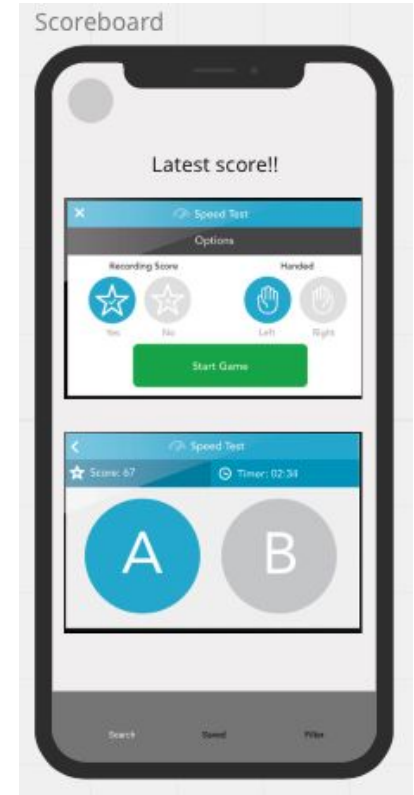 Scoreboard
Latest score!!
Speed Test
Options
Recording Score Handed
Yes No Left Right
Start Game
Speed Test
Score: 67 Timer: 02:34
A B
Search Saved Filter